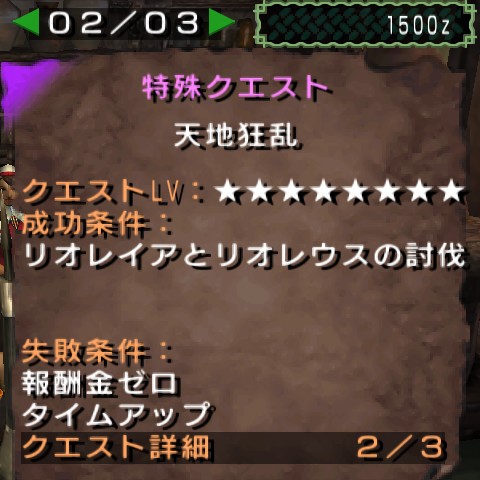 02/03
1500z
特殊クエスト
天地狂乱
クエストLV:★★★★★★★★
成功条件:
リオレイアとリオレウスの討伐
失敗条件:
報酬金ゼロ
タイムアップ
クエスト詳細 2/3